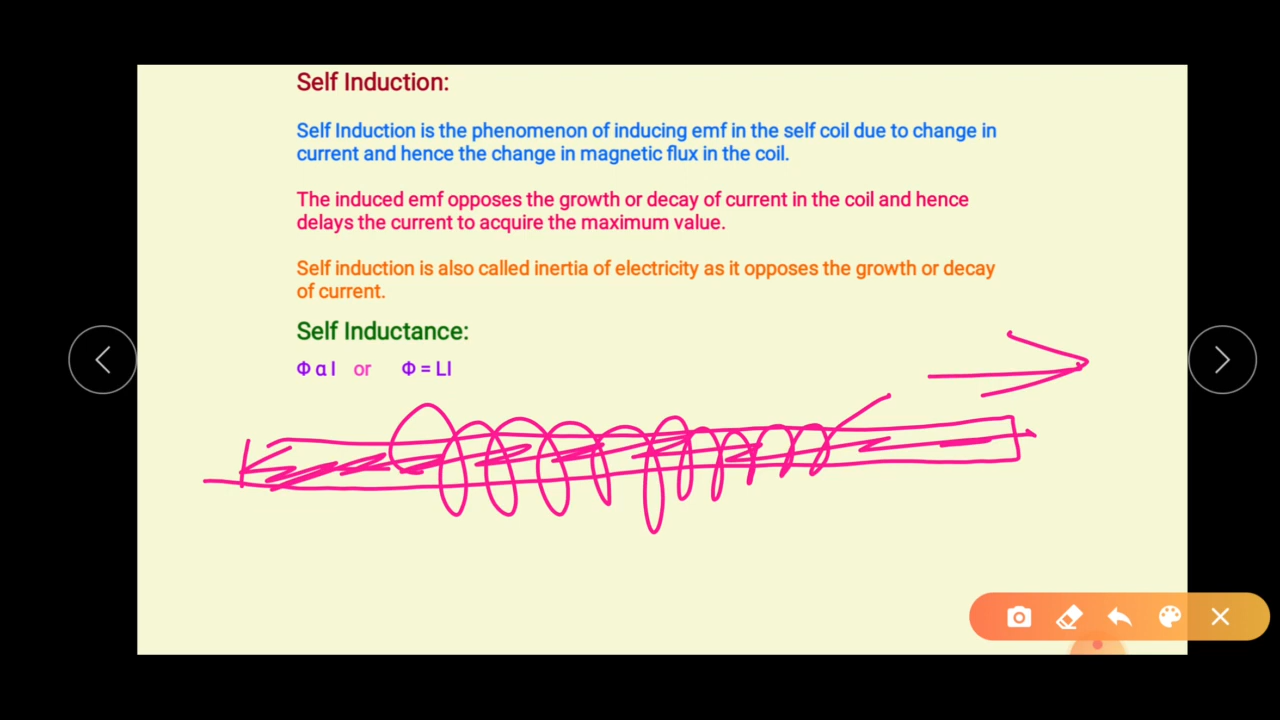 Self Induction:
Self Induction is the phenomenon of inducing emf in the self coil due to change in
current and hence the change in magnetic flux in the coil.
The induced emf opposes the growth or decay of current in the coil and hence
delays the current to acquire the maximum value.
Self induction is also called inertia of electricity as it opposes the growth or decay
of current.
Self Inductance:
Φ α I or Φ = LI